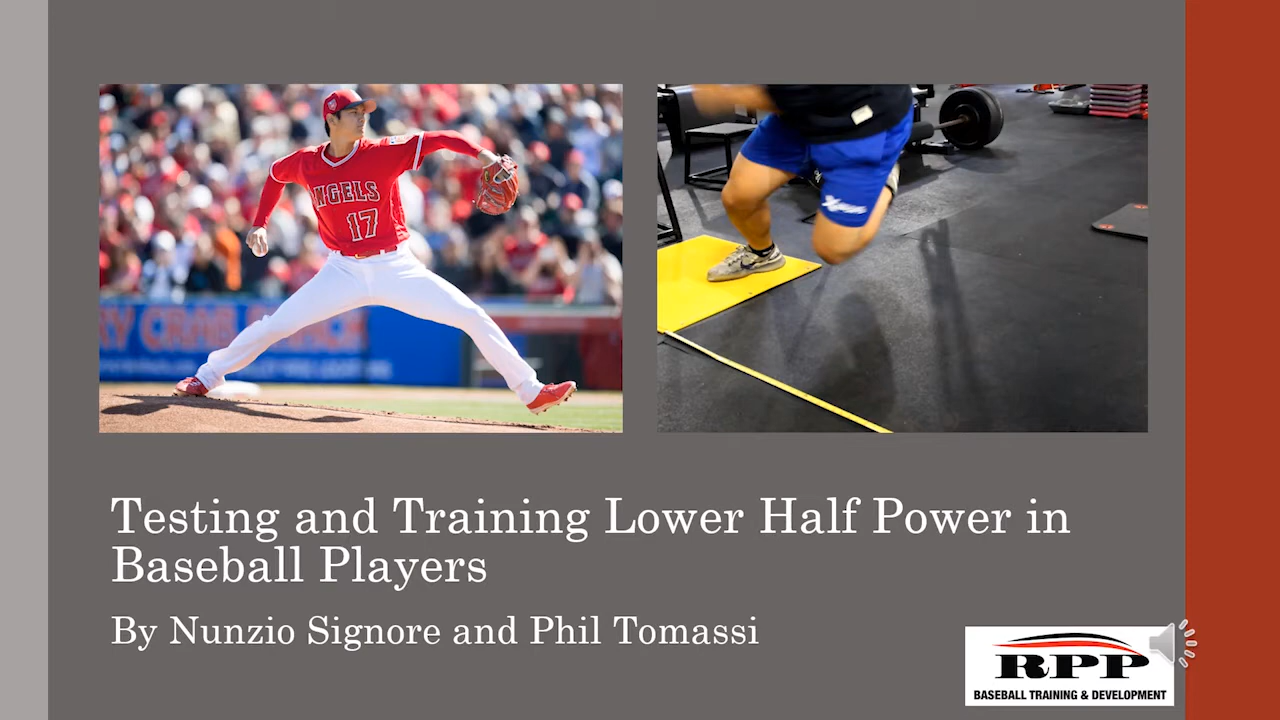 ANGELS
17
Testing and Training Lower Half Power in
Baseball Players
By Nunzio Signore and Phil Tomassi
RPP
BASEBALL TRAINING & DEVELOPMENT